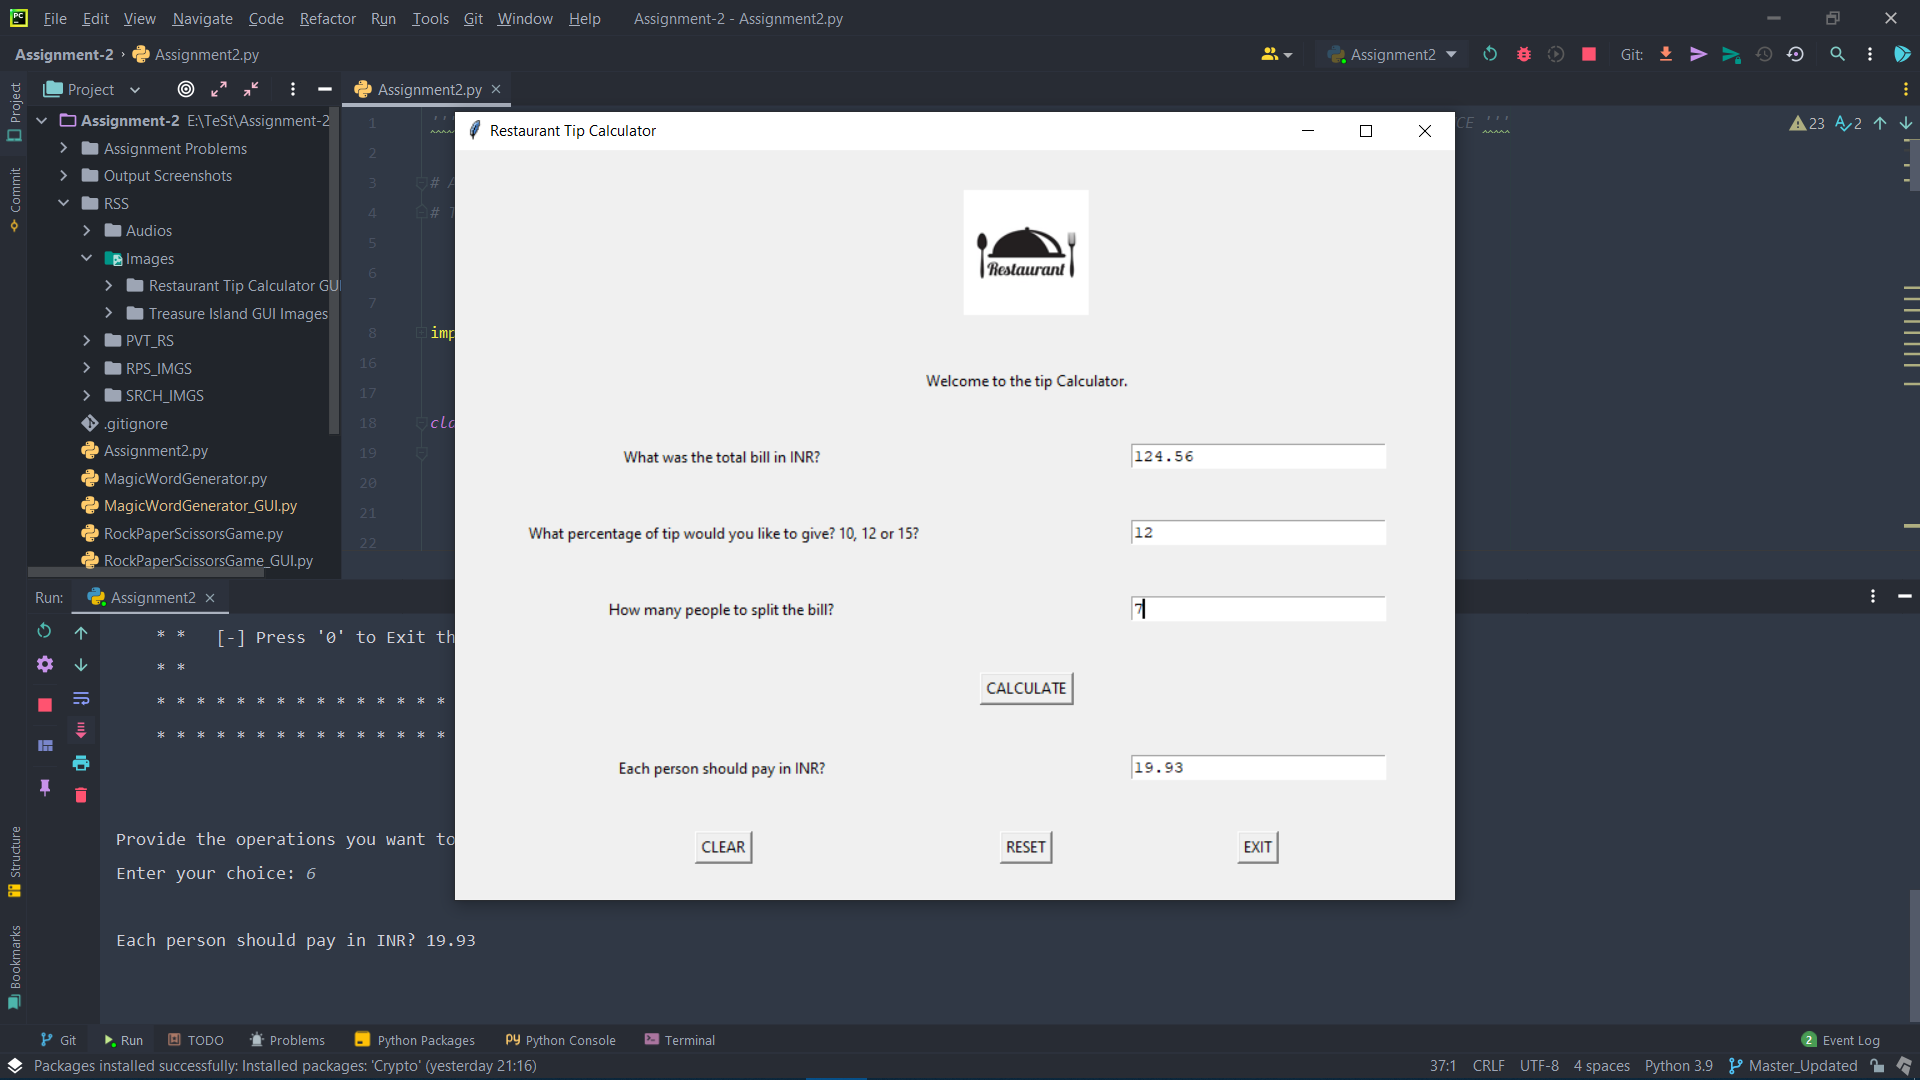 File Edit View Navigate Code Refactor Run Tools Git Window Help Assignment-2 - Assignment2.py
Assignment-2 Assignment2.py Assignment2 Git:
Project Assignment2.py
Project
Commit
Structure
Bookmarks
Assignment-2 E:\TeSt\Assignment-2
Assignment Problems
Output Screenshots
RSS
Audios
Images
Restaurant Tip Calculator GUI
Treasure Island GUI Images
PVT_RS
RPS_IMGS
SRCH_IMGS
.gitignore
Assignment2.py
MagicWordGenerator.py
MagicWordGenerator_GUI.py
RockPaperScissorsGame.py
RockPaperScissorsGame_GUI.py
1 ''' CE ''' 23 2
2
3 # A
4 # T
5
6
7
8 imp
16
17
18 cla
19
20
21
22
Restaurant Tip Calculator
Restaurant
Welcome to the tip Calculator.
What was the total bill in INR? 124.56
What percentage of tip would you like to give? 10, 12 or 15? 12
How many people to split the bill? 7
CALCULATE
Each person should pay in INR? 19.93
CLEAR RESET EXIT
Run: Assignment2
* * [-] Press '0' to Exit th
* *
* * * * * * * * * * * * * * *
* * * * * * * * * * * * * * *
Provide the operations you want to
Enter your choice: 6
Each person should pay in INR? 19.93
Git Run TODO Problems Python Packages Python Console Terminal 2 Event Log
Packages installed successfully: Installed packages: 'Crypto' (yesterday 21:16) 37:1 CRLF UTF-8 4 spaces Python 3.9 Master_Updated